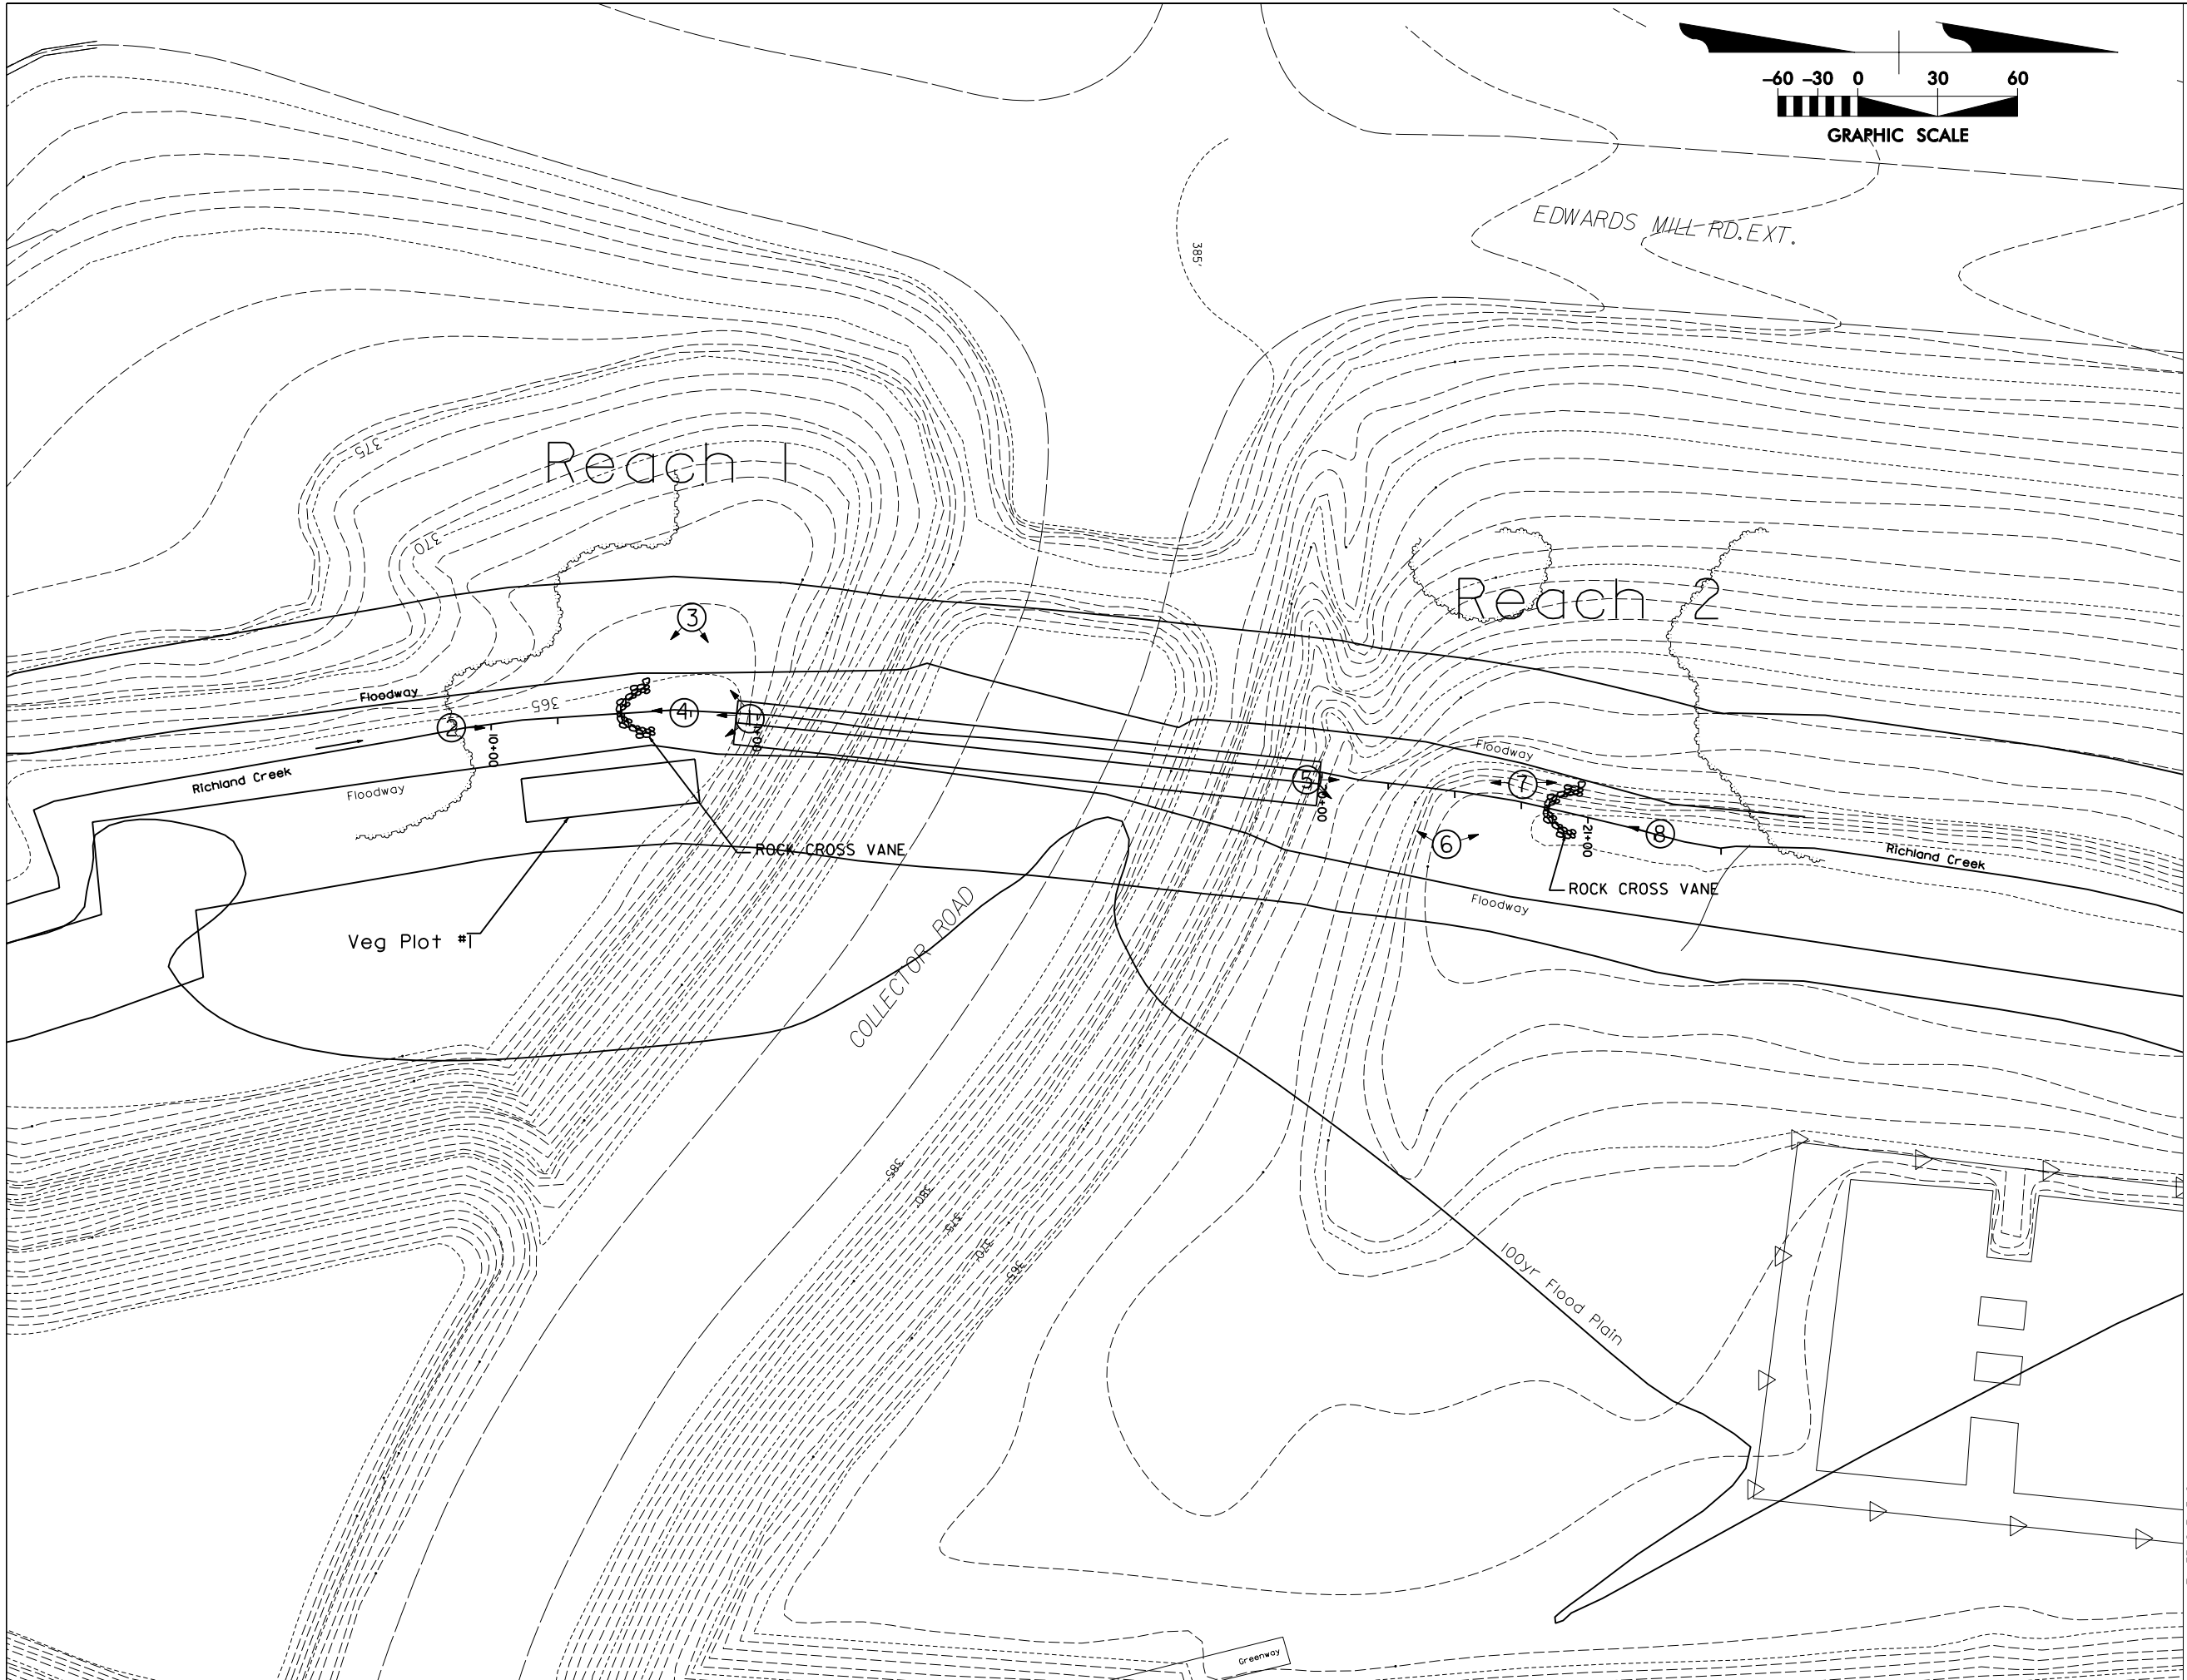 -60 -30 0 30 60
GRAPHIC SCALE
EDWARDS MILL RD. EXT.
385'
375
Reach 1
370
Reach 2
3
Floodway
365
4
1
2
10+00
Richland Creek
Floodway
5
Floodway
7
6
8
21+00
Richland Creek
ROCK CROSS VANE
ROCK CROSS VANE
Floodway
Veg Plot #1
COLLECTOR ROAD
385
380
375
370
365
100yr Flood Plain
Greenway